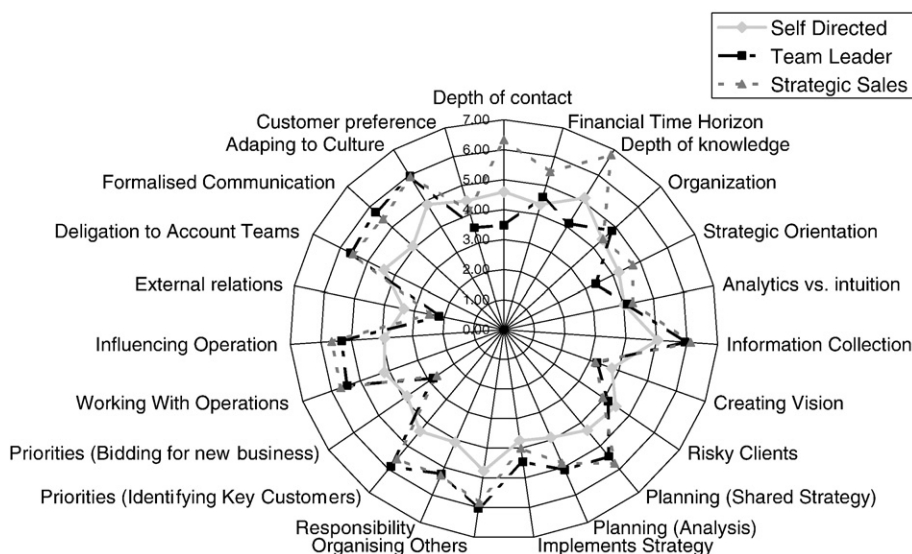 Self Directed
Team Leader
Strategic Sales
Depth of contact
Customer preference
Financial Time Horizon
Adaping to Culture
Depth of knowledge
Formalised Communication
Organization
Deligation to Account Teams
Strategic Orientation
External relations
Analytics vs. intuition
Influencing Operation
Information Collection
Working With Operations
Creating Vision
Priorities (Bidding for new business)
Risky Clients
Priorities (Identifying Key Customers)
Planning (Shared Strategy)
Responsibility
Planning (Analysis)
Organising Others
Implements Strategy
7.00
6.00
5.00
4.00
3.00
2.00
1.00
0.00